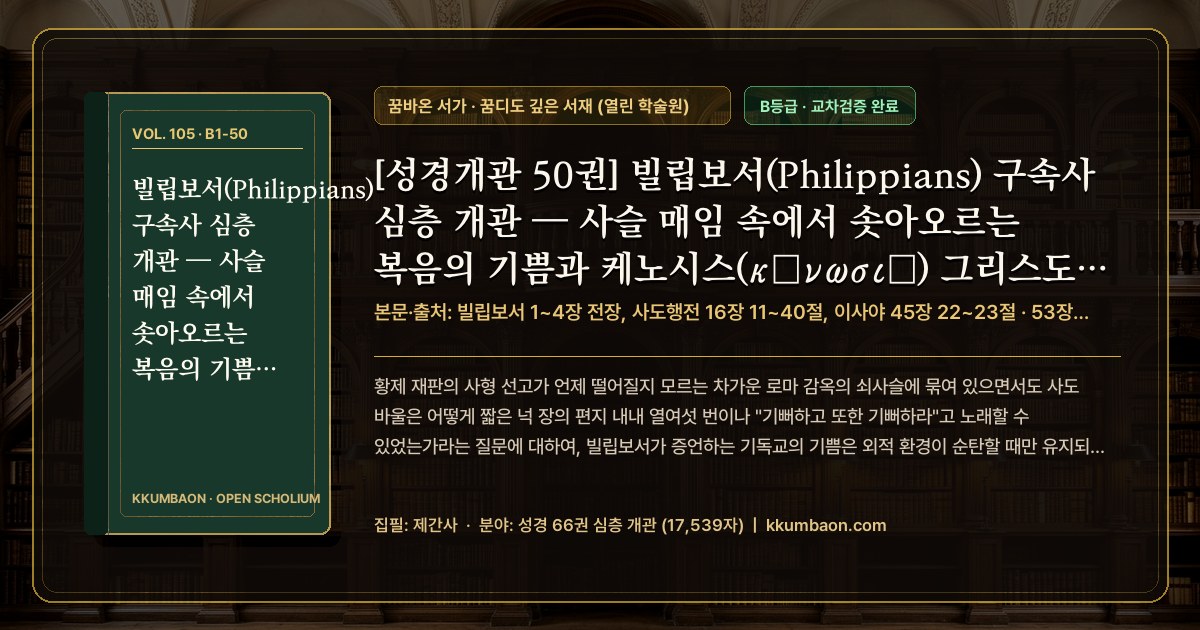 VOL. 105 · B1-50
빌립보서(Philippians)
구속사 심층
개관 — 사슬
매임 속에서
솟아오르는
복음의 기쁨…
KKUMBAON · OPEN SCHOLIUM
꿈바온 서가 · 꿈디도 깊은 서재 (열린 학술원)
B등급 · 교차검증 완료
[성경개관 50권] 빌립보서(Philippians) 구속사
심층 개관 — 사슬 매임 속에서 솟아오르는
복음의 기쁨과 케노시스(κ□νωσι□) 그리스도…
본문·출처: 빌립보서 1~4장 전장, 사도행전 16장 11~40절, 이사야 45장 22~23절 · 53장...
황제 재판의 사형 선고가 언제 떨어질지 모르는 차가운 로마 감옥의 쇠사슬에 묶여 있으면서도 사도
바울은 어떻게 짧은 넉 장의 편지 내내 열여섯 번이나 "기뻐하고 또한 기뻐하라"고 노래할 수
있었는가라는 질문에 대하여, 빌립보서가 증언하는 기독교의 기쁨은 외적 환경이 순탄할 때만 유지되...
집필: 제간사 · 분야: 성경 66권 심층 개관 (17,539자) | kkumbaon.com